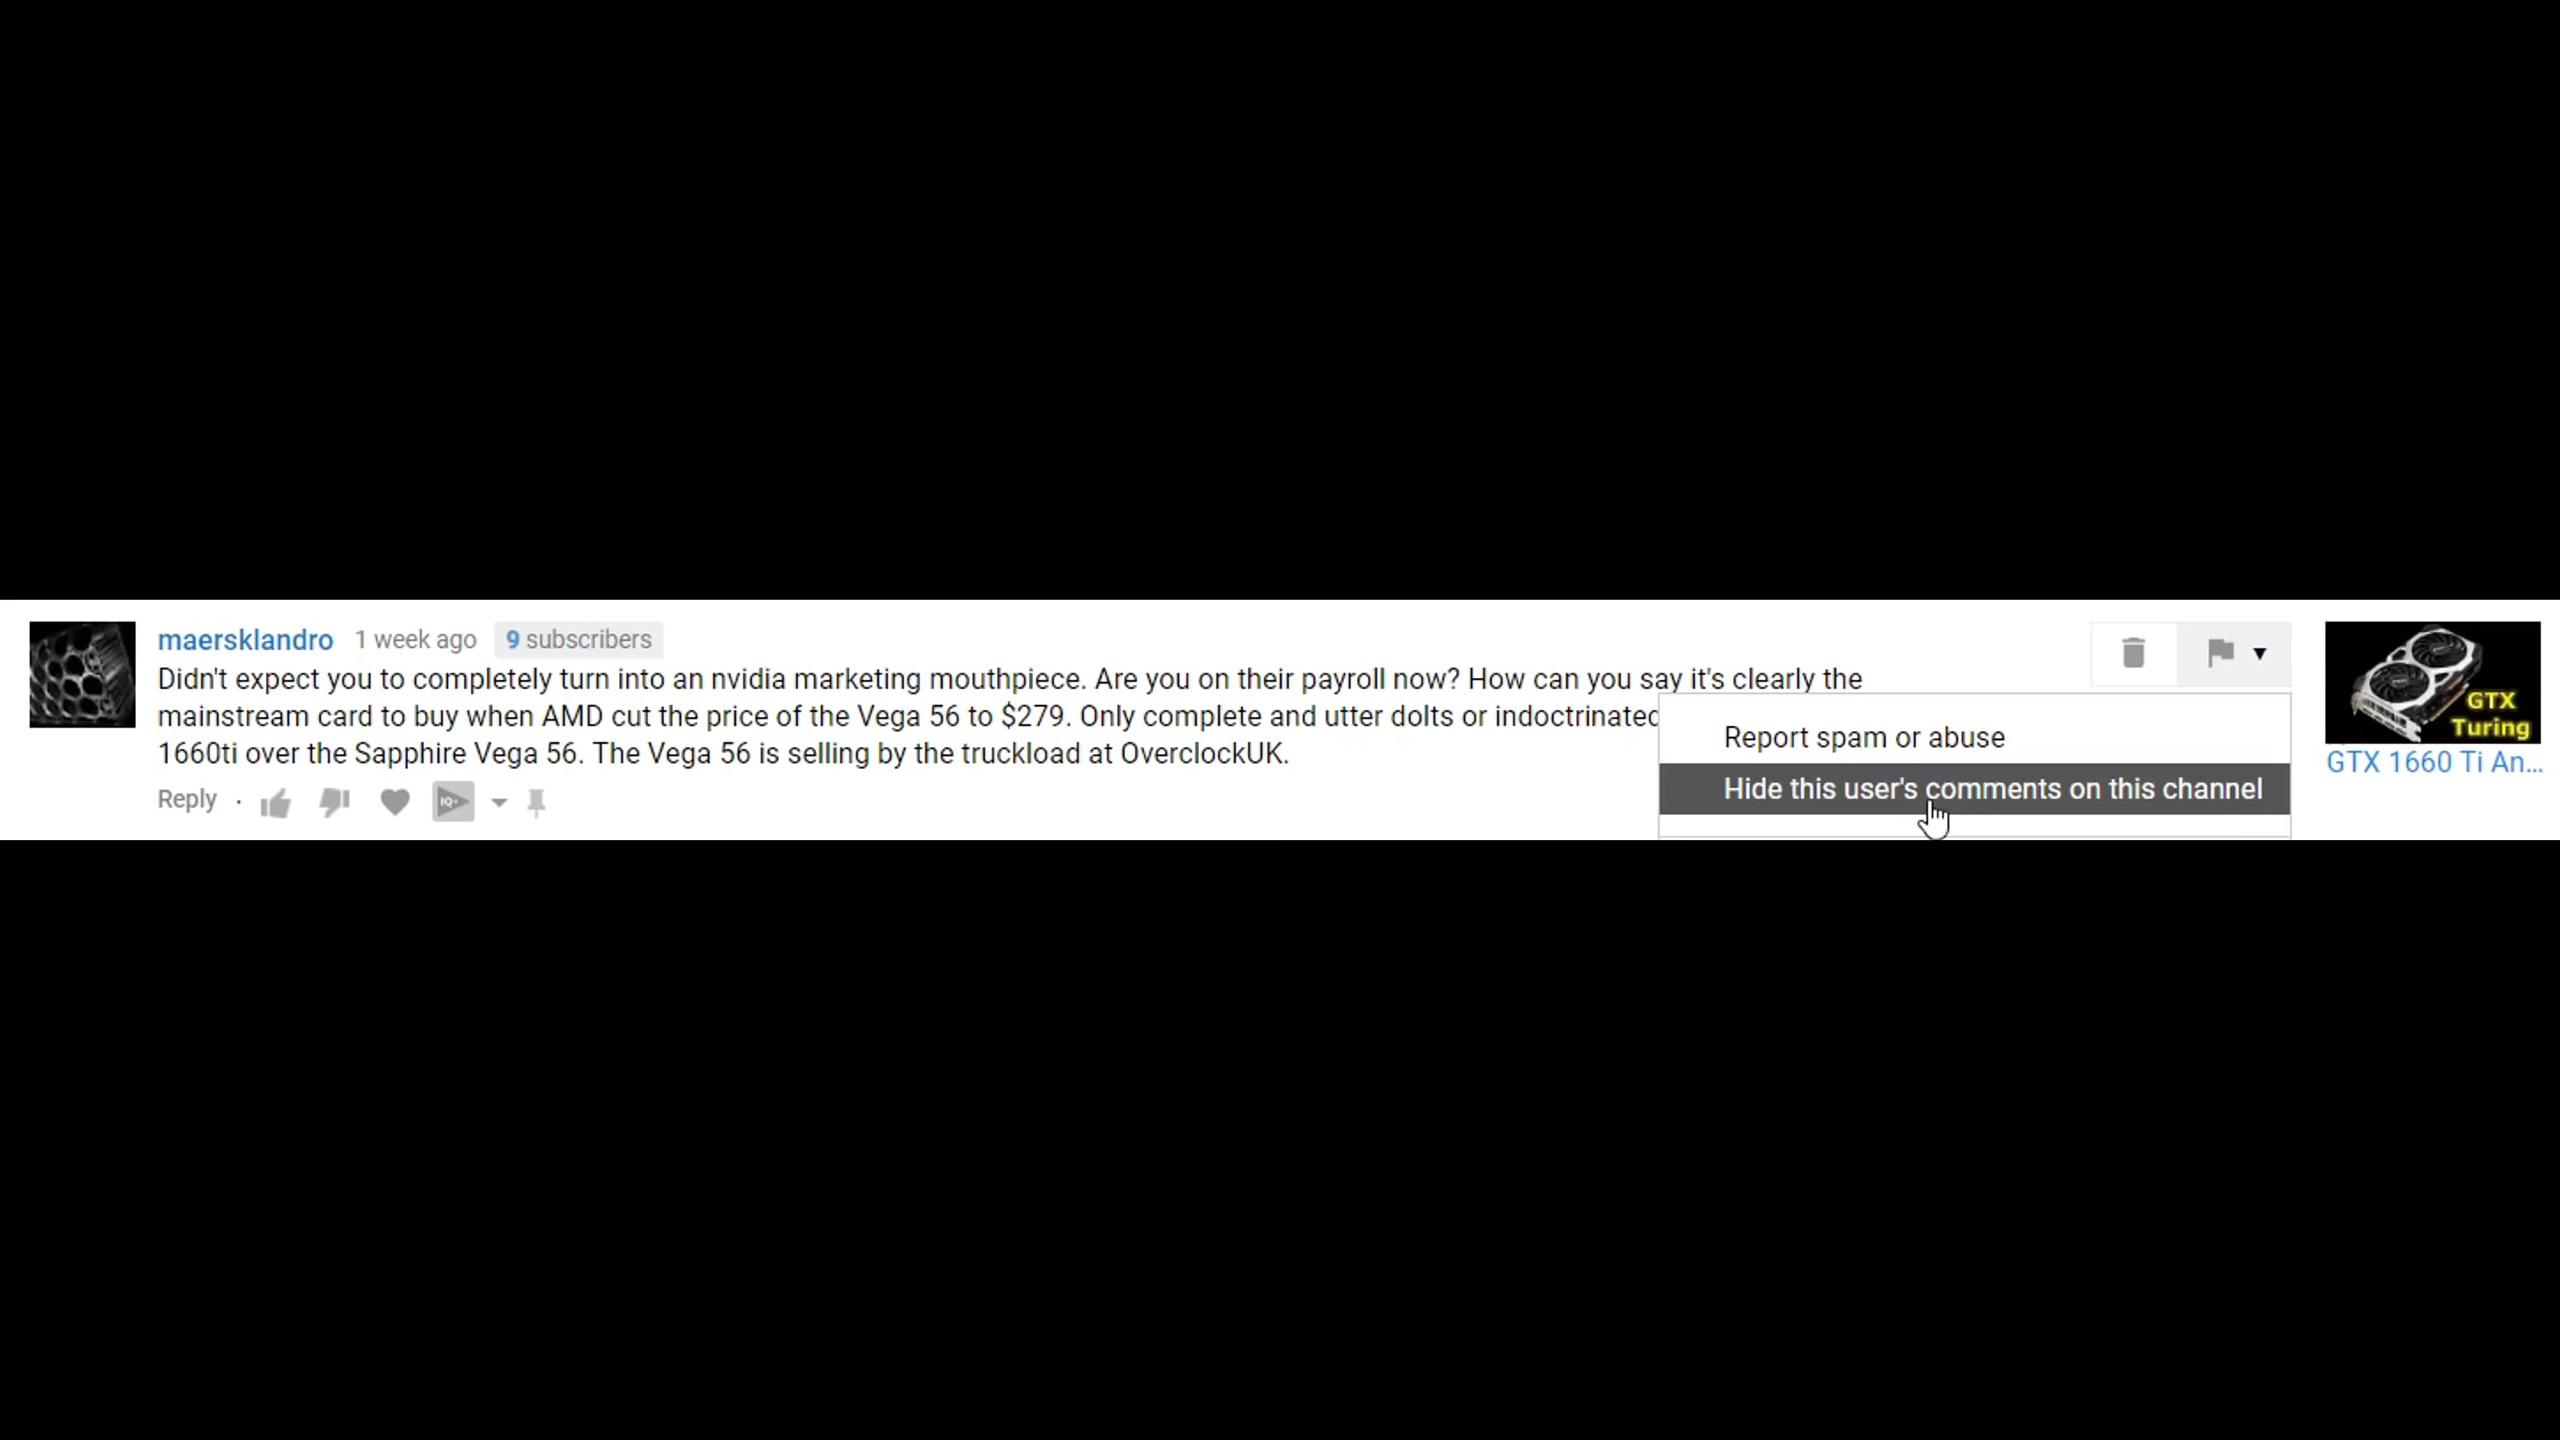 maersklandro 1 week ago 9 subscribers
Didn't expect you to completely turn into an nvidia marketing mouthpiece. Are you on their payroll now? How can you say it's clearly the
mainstream card to buy when AMD cut the price of the Vega 56 to $279. Only complete and utter dolts or indoctrinated
1660ti over the Sapphire Vega 56. The Vega 56 is selling by the truckload at OverclockUK.
Reply ·
IQ+
Report spam or abuse
Hide this user's comments on this channel
GTX
Turing
GTX 1660 Ti An...